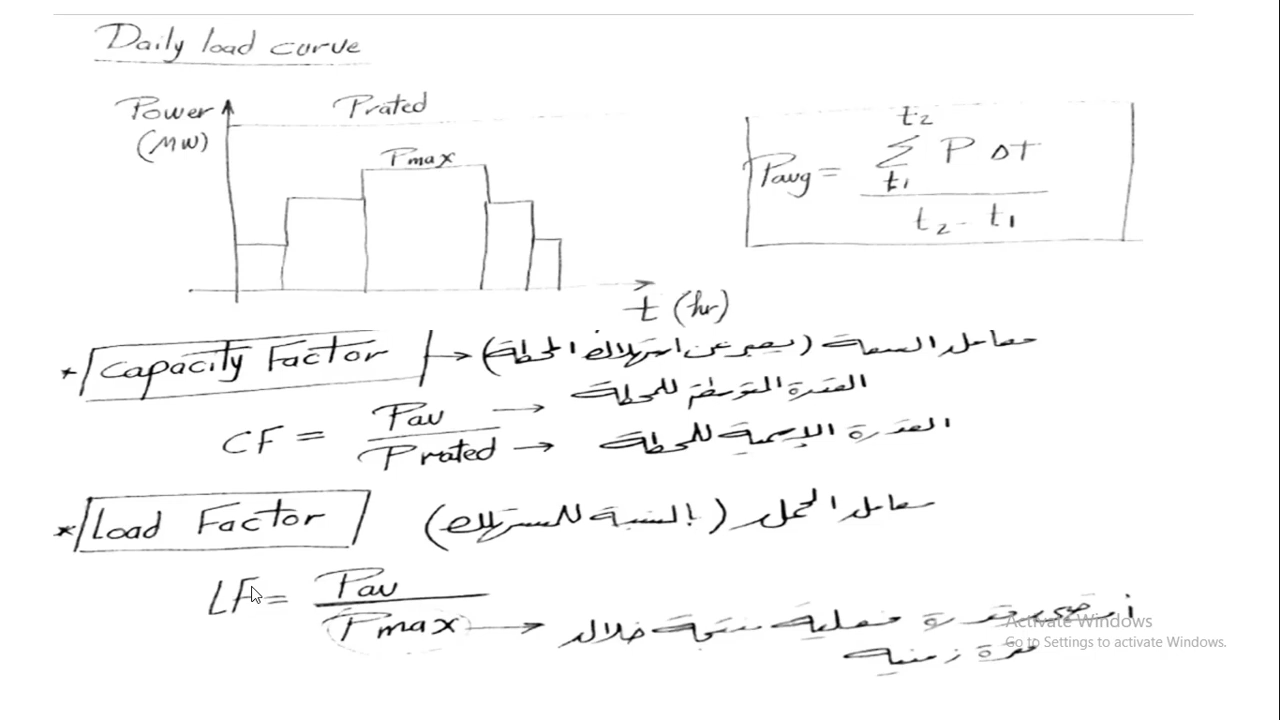 Daily load curve
Power
(MW)
Prated
Pmax
t (hr)
Pavg = t2 Σ t1 P ΔT
t2 - t1
* Capacity Factor → معامل السعة (يعبر عن استهلاك المحطة)
CF = Pav → القدرة المتوسطة للمحطة
Prated → القدرة الاسمية للمحطة
* Load Factor معامل الحمل (بالنسبة للمستهلك)
LF = Pav
Pmax → أقصى قدرة فعلية منتجة خلال
فترة زمنية
Activate Windows
Go to Settings to activate Windows.